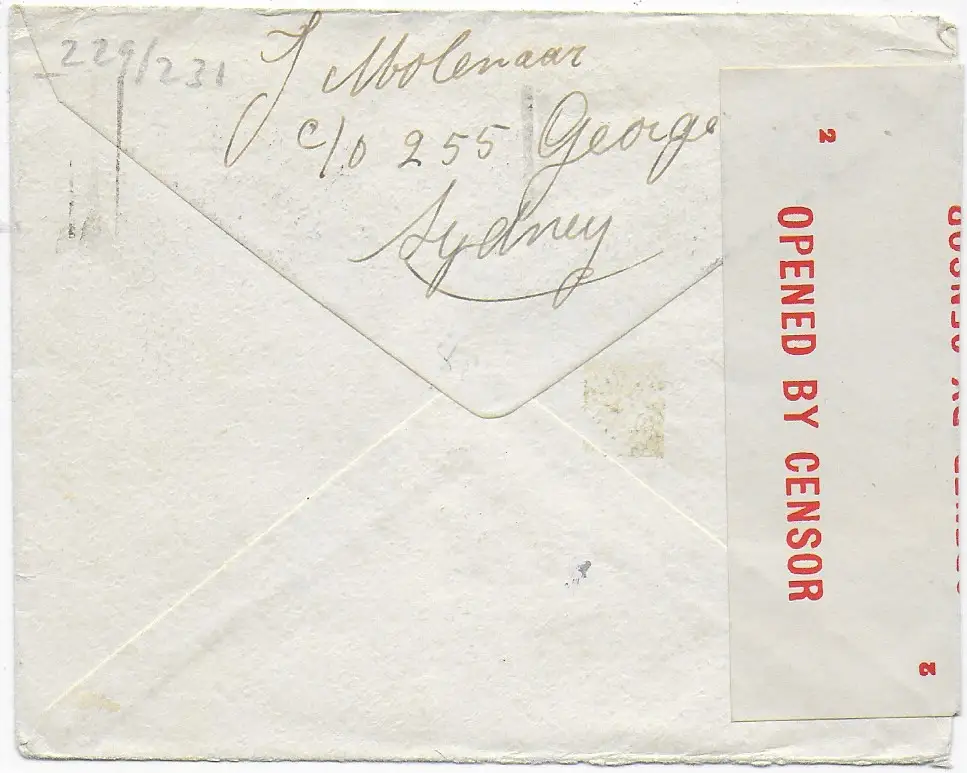 229/231
J Molenaar
c/o 255 George
Sydney
2
OPENED BY CENSOR
2